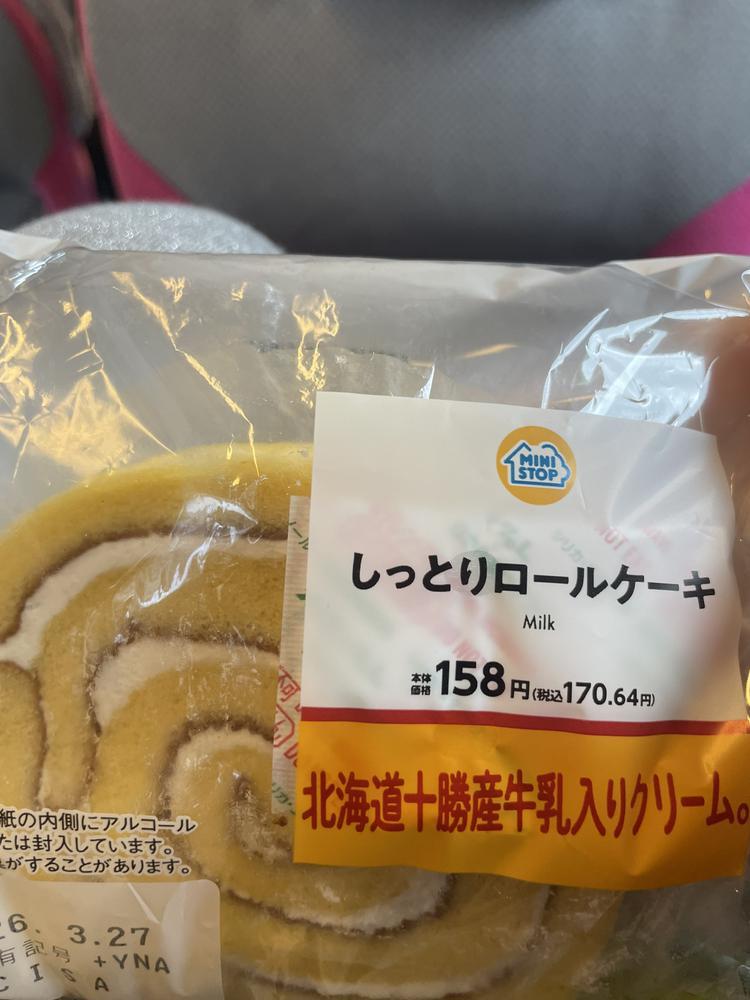 MINI
STOP
しっとりロールケーキ
Milk
本体
価格 158円(税込170.64円)
北海道十勝産牛乳入りクリーム。
紙の内側にアルコール
たは封入しています。
がすることがあります。
26. 3.27
有記号 +YNA
CISA